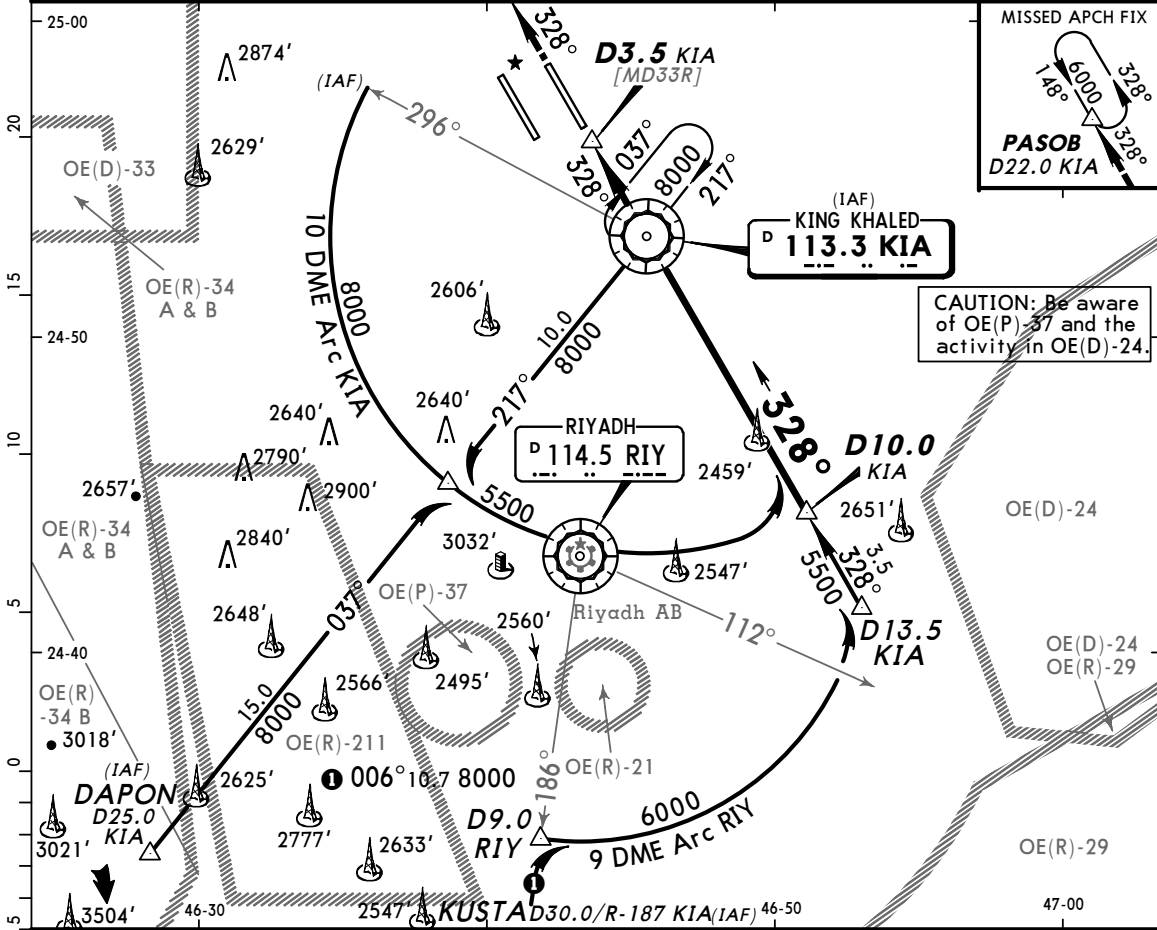 25-00
2874'
(IAF)
328°
D3.5 KIA
[MD33R]
MISSED APCH FIX
6000
148°
328°
328°
PASOB
D22.0 KIA
20
OE(D)-33
2629'
296°
037°
328°
8000
217°
(IAF)
KING KHALED
D 113.3 KIA
OE(R)-34
A & B
15
10 DME Arc KIA
8000
2606'
CAUTION: Be aware
of OE(P)-37 and the
activity in OE(D)-24.
24-50
10.0
8000
217°
2640'
2640'
RIYADH
D 114.5 RIY
328°
10
2790'
2459'
D10.0
KIA
2657'
2900'
5500
2651'
OE(D)-24
OE(R)-34
A & B
2840'
3032'
2547'
3.5
328°
5500
037°
OE(P)-37
Riyadh AB
112°
5
2648'
2560'
D13.5
KIA
24-40
OE(D)-24
OE(R)-29
OE(R)
-34 B
2566'
2495'
15.0
8000
3018'
OE(R)-211
186°
OE(R)-21
0
(IAF)
DAPON
D25.0
KIA
2625'
1 006° 10.7 8000
6000
9 DME Arc RIY
D9.0
RIY
3021'
2777'
2633'
OE(R)-29
1
5
3504'
46-30
2547'
KUSTA D30.0/R-187 KIA(IAF)
46-50
47-00